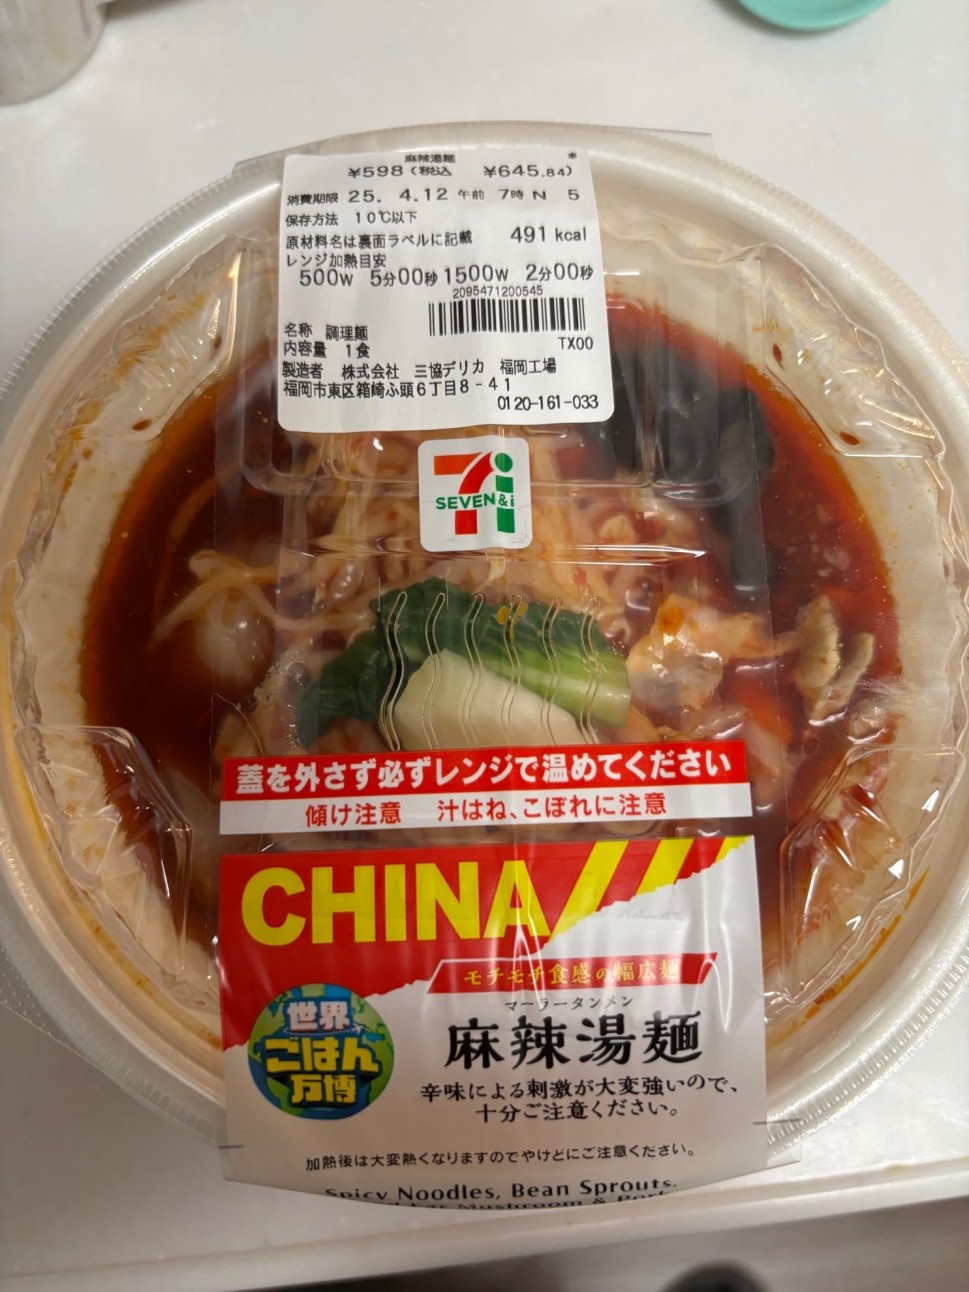 麻辣湯麺
¥598(税込 ¥645.84) *
消費期限 25. 4.12 午前 7時 N 5
保存方法 10℃以下
原材料名は裏面ラベルに記載 491 kcal
レンジ加熱目安
500w 5分00秒 1500w 2分00秒
2095471200545
名称 調理麺
内容量 1食
TX00
製造者 株式会社 三協デリカ 福岡工場
福岡市東区箱崎ふ頭6丁目8-41
0120-161-033
7i
SEVEN&i
蓋を外さず必ずレンジで温めてください
傾け注意 汁はね、こぼれに注意
CHINA
モチモチ食感の幅広麺
世界
ごはん
万博
マーラータンメン
麻辣湯麺
辛味による刺激が大変強いので、
十分ご注意ください。
加熱後は大変熱くなりますのでやけどにご注意ください。
Spicy Noodles, Bean Sprouts,
Ear Mushroom & Pork